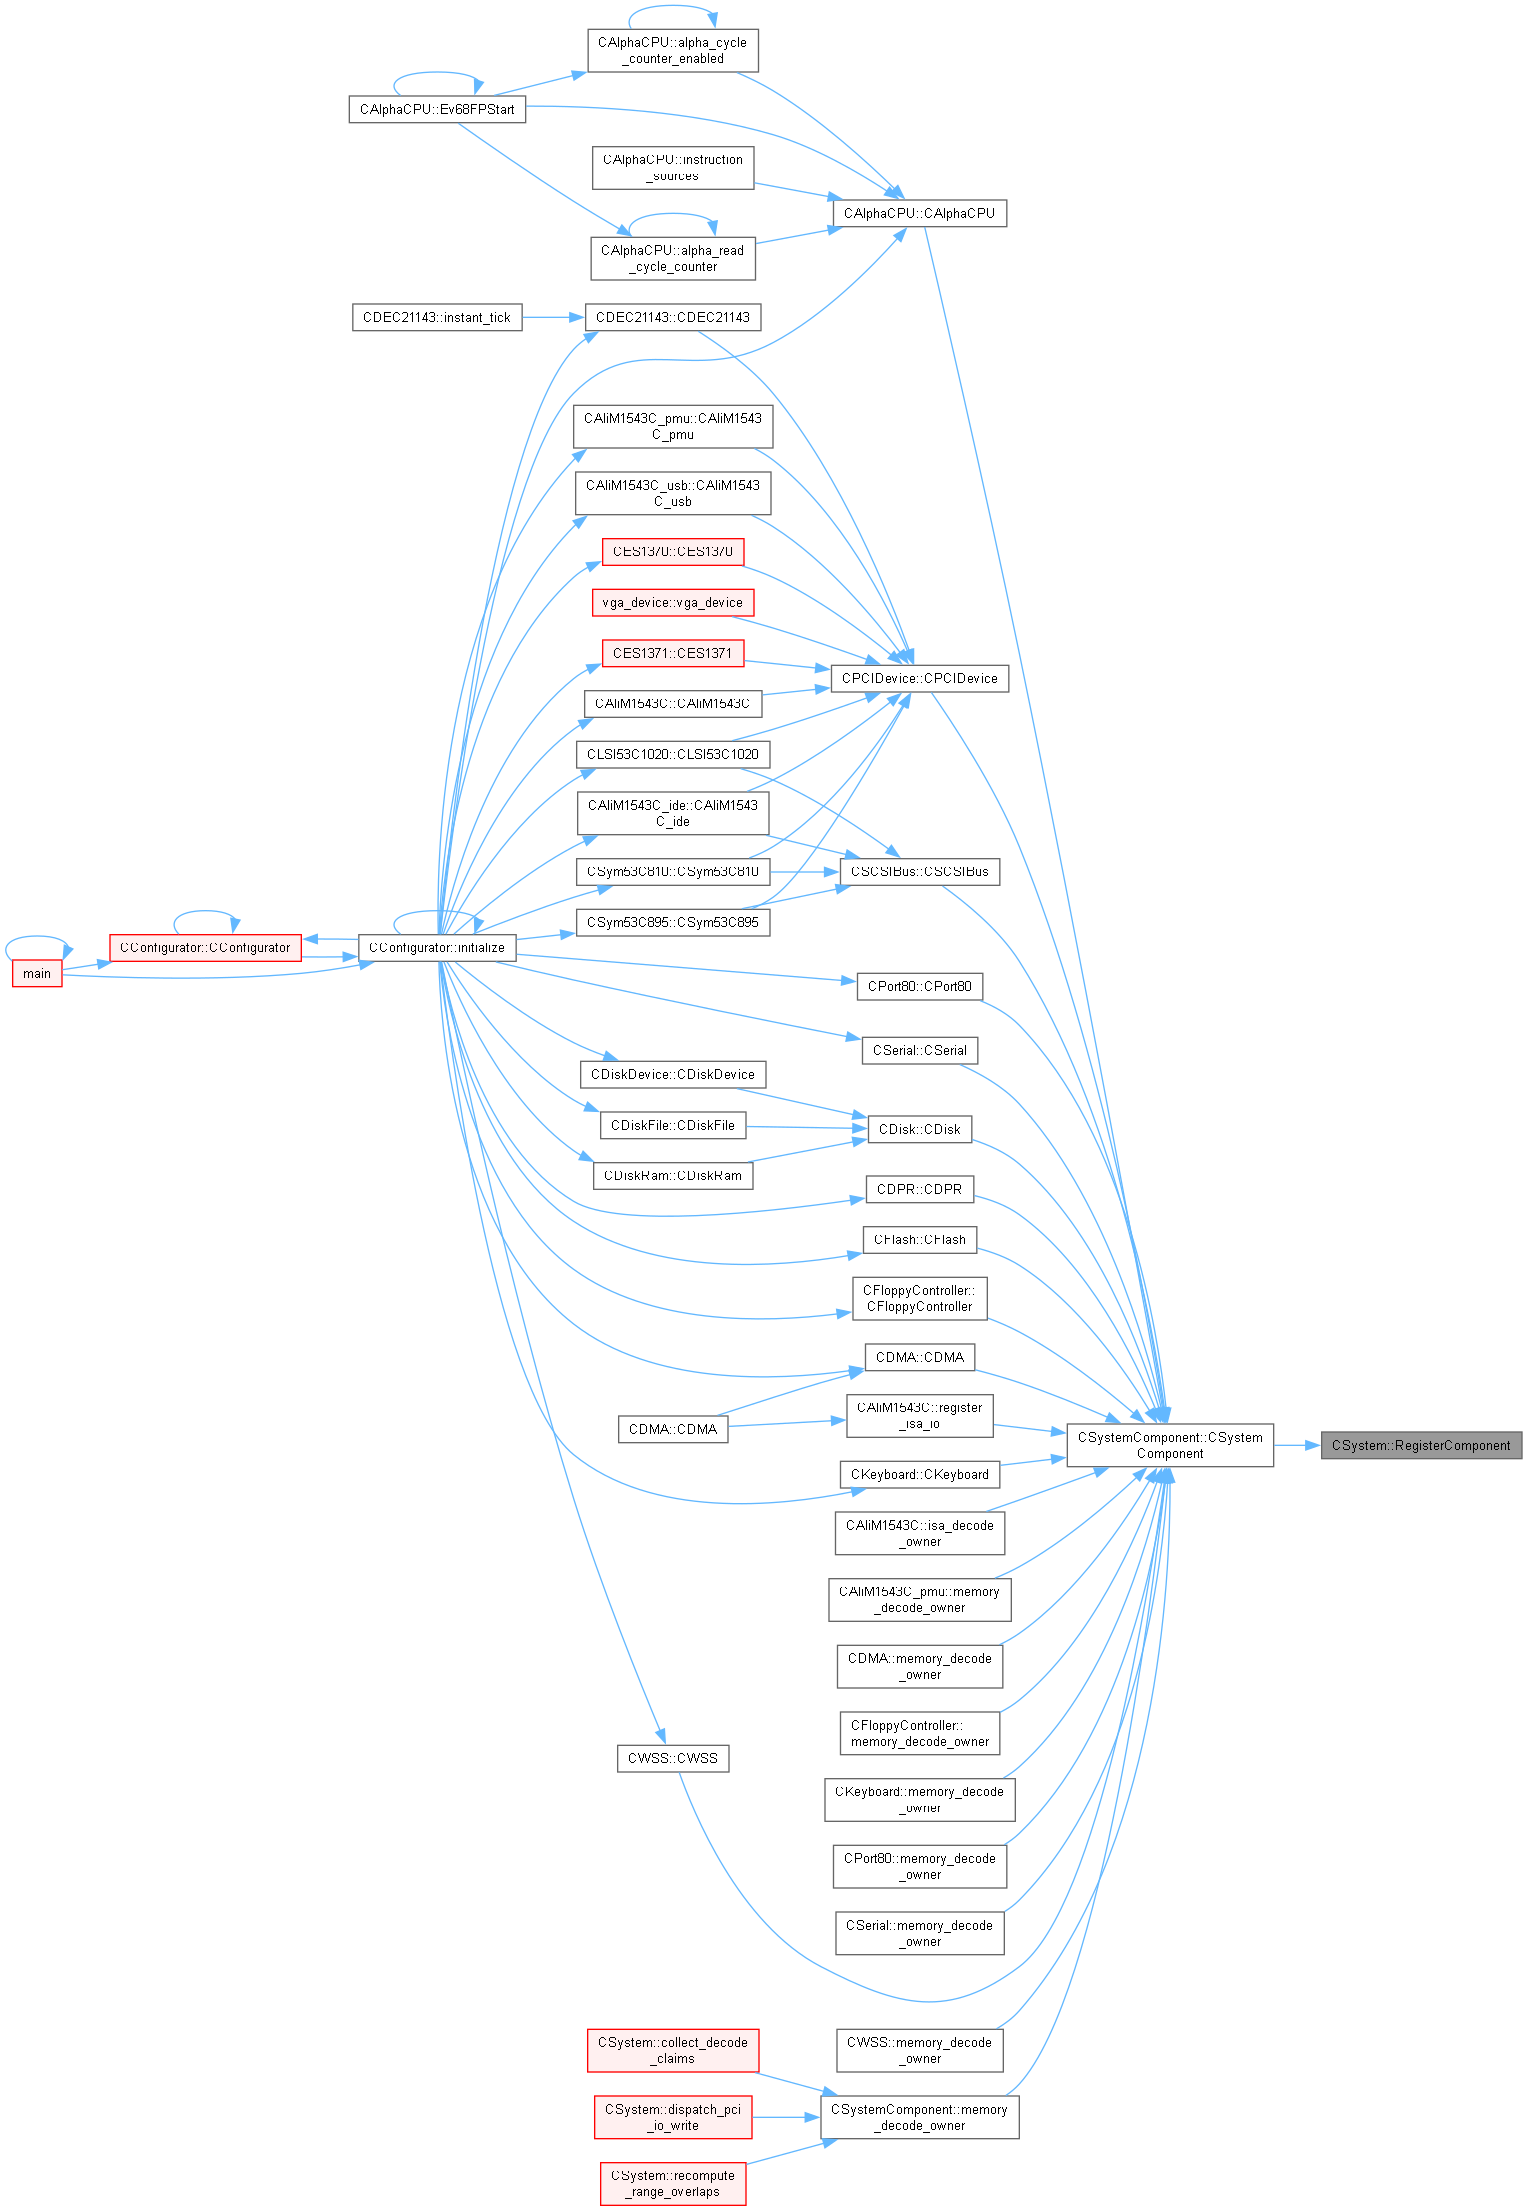 CAlphaCPU::alpha_cycle
_counter_enabled
CAlphaCPU::Ev68FPStart
CAlphaCPU::instruction
_sources
CAlphaCPU::CAlphaCPU
CAlphaCPU::alpha_read
_cycle_counter
CDEC21143::instant_tick
CDEC21143::CDEC21143
CAliM1543C_pmu::CAliM1543
C_pmu
CAliM1543C_usb::CAliM1543
C_usb
CES1370::CES1370
vga_device::vga_device
CES1371::CES1371
CPCIDevice::CPCIDevice
CAliM1543C::CAliM1543C
CLSI53C1020::CLSI53C1020
CAliM1543C_ide::CAliM1543
C_ide
CSym53C810::CSym53C810
CSCSIBus::CSCSIBus
CSym53C895::CSym53C895
CConfigurator::CConfigurator
CConfigurator::initialize
main
CPort80::CPort80
CSerial::CSerial
CDiskDevice::CDiskDevice
CDiskFile::CDiskFile
CDisk::CDisk
CDiskRam::CDiskRam
CDPR::CDPR
CFlash::CFlash
CFloppyController::
CFloppyController
CDMA::CDMA
CDMA::CDMA
CAliM1543C::register
_isa_io
CSystemComponent::CSystem
Component
CSystem::RegisterComponent
CKeyboard::CKeyboard
CAliM1543C::isa_decode
_owner
CAliM1543C_pmu::memory
_decode_owner
CDMA::memory_decode
_owner
CFloppyController::
memory_decode_owner
CWSS::CWSS
CKeyboard::memory_decode
_owner
CPort80::memory_decode
_owner
CSerial::memory_decode
_owner
CWSS::memory_decode
_owner
CSystem::collect_decode
_claims
CSystem::dispatch_pci
_io_write
CSystemComponent::memory
_decode_owner
CSystem::recompute
_range_overlaps